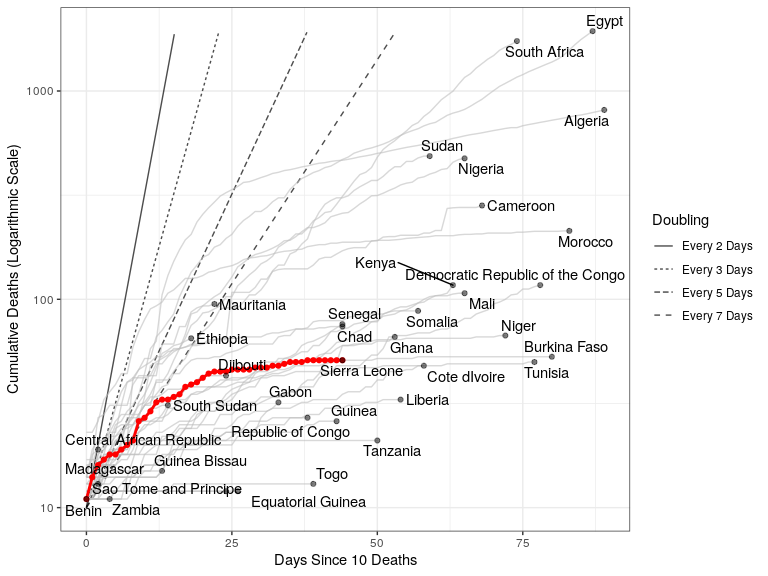 Egypt
South Africa
1000
Algeria
Sudan
Nigeria
Cameroon
Morocco
Kenya
Democratic Republic of the Congo
100
Mauritania
Mali
Senegal
Somalia
Chad
Niger
Ethiopia
Ghana
Burkina Faso
Djibouti
Sierra Leone
Cote dIvoire
Tunisia
Gabon
Liberia
South Sudan
Guinea
Republic of Congo
Central African Republic
Tanzania
Guinea Bissau
Madagascar
Togo
Sao Tome and Principe
Equatorial Guinea
Benin
Zambia
10
0
25
50
75
Days Since 10 Deaths
Cumulative Deaths (Logarithmic Scale)
Doubling
Every 2 Days
Every 3 Days
Every 5 Days
Every 7 Days